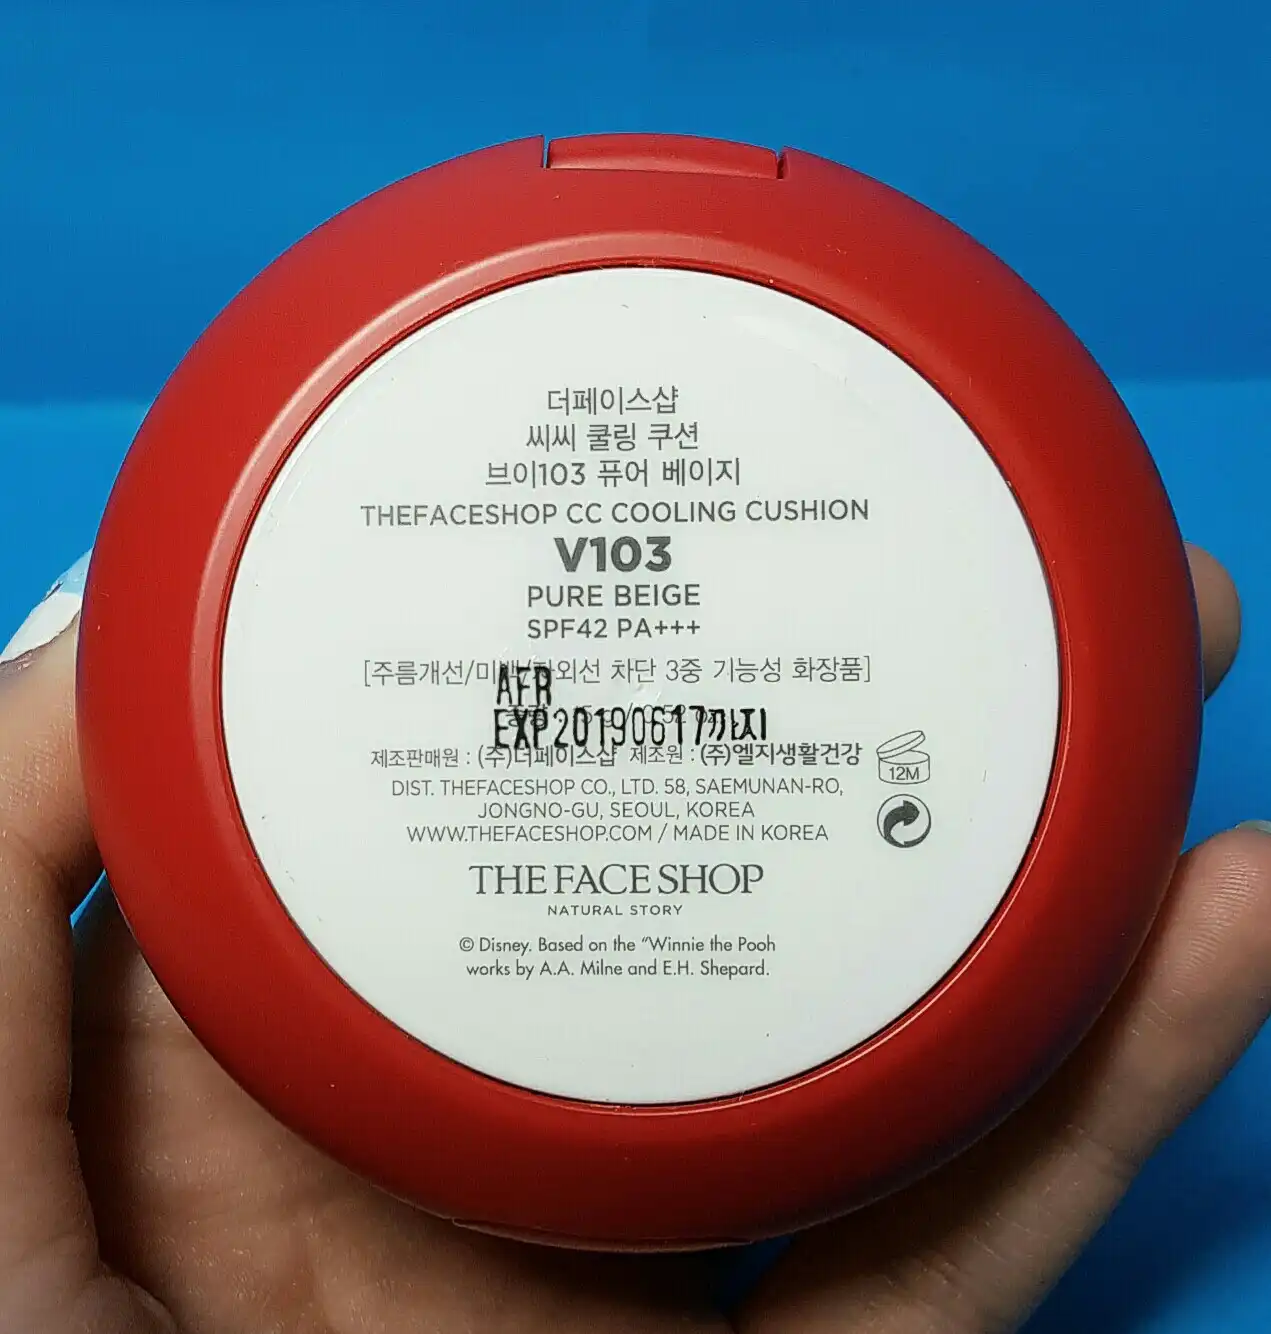 더페이스샵
씨씨 쿨링 쿠션
브이103 퓨어 베이지
THEFACESHOP CC COOLING CUSHION
V103
PURE BEIGE
SPF42 PA+++
[주름개선/미백/자외선 차단 3중 기능성 화장품]
AFR
EXP20190617까지
제조판매원 : (주)더페이스샵 제조원 : (주)엘지생활건강
12M
DIST. THEFACESHOP CO., LTD. 58, SAEMUNAN-RO,
JONGNO-GU, SEOUL, KOREA
WWW.THEFACESHOP.COM / MADE IN KOREA
THE FACE SHOP
NATURAL STORY
© Disney. Based on the “Winnie the Pooh
works by A.A. Milne and E.H. Shepard.